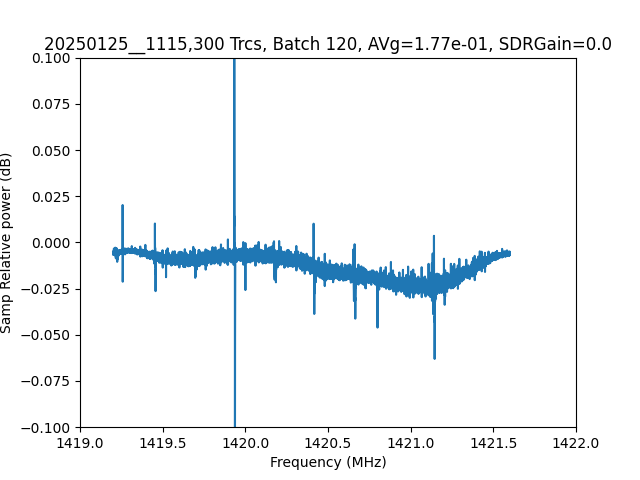 20250125__1115,300 Trcs, Batch 120, AVg=1.77e-01, SDRGain=0.0
0.100
0.075
0.050
0.025
0.000
−0.025
−0.050
−0.075
−0.100
Samp Relative power (dB)
1419.0 1419.5 1420.0 1420.5 1421.0 1421.5 1422.0
Frequency (MHz)